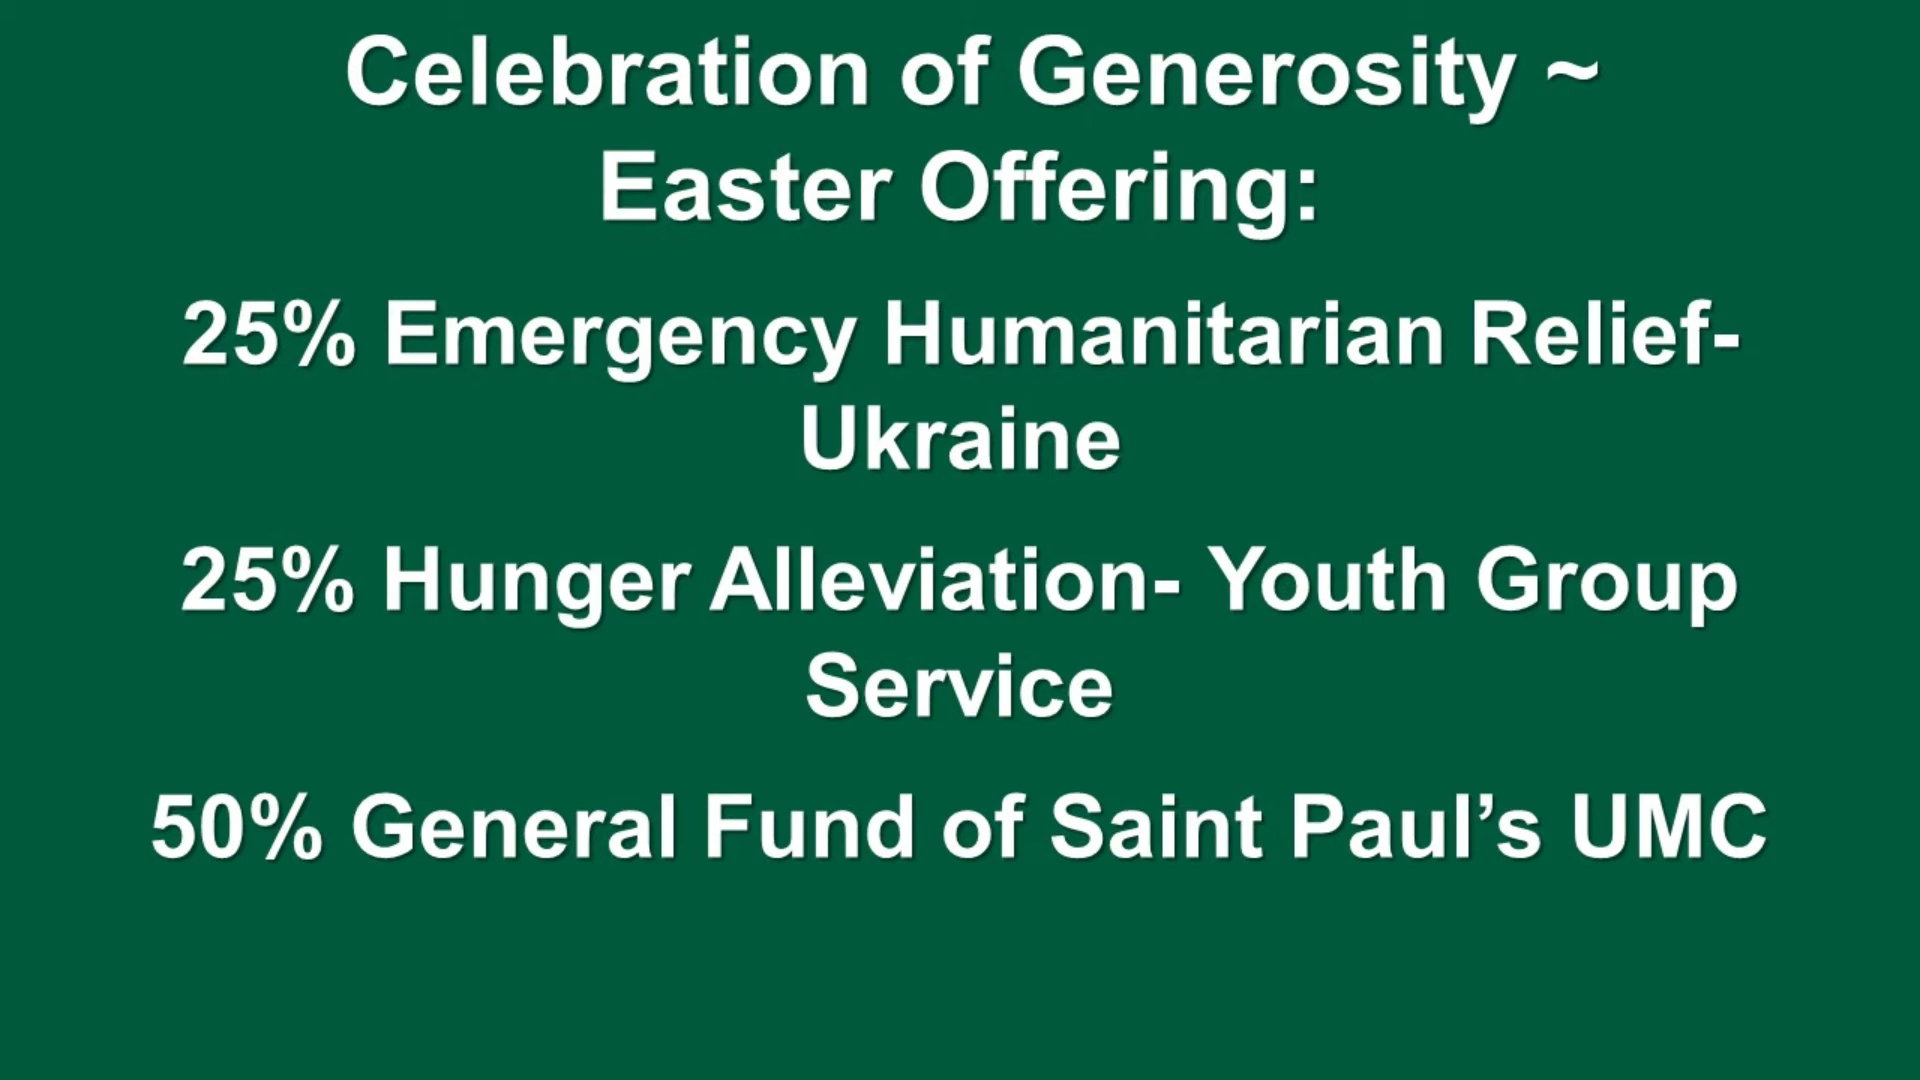 Celebration of Generosity ~
Easter Offering:
25% Emergency Humanitarian Relief-
Ukraine
25% Hunger Alleviation- Youth Group
Service
50% General Fund of Saint Paul’s UMC